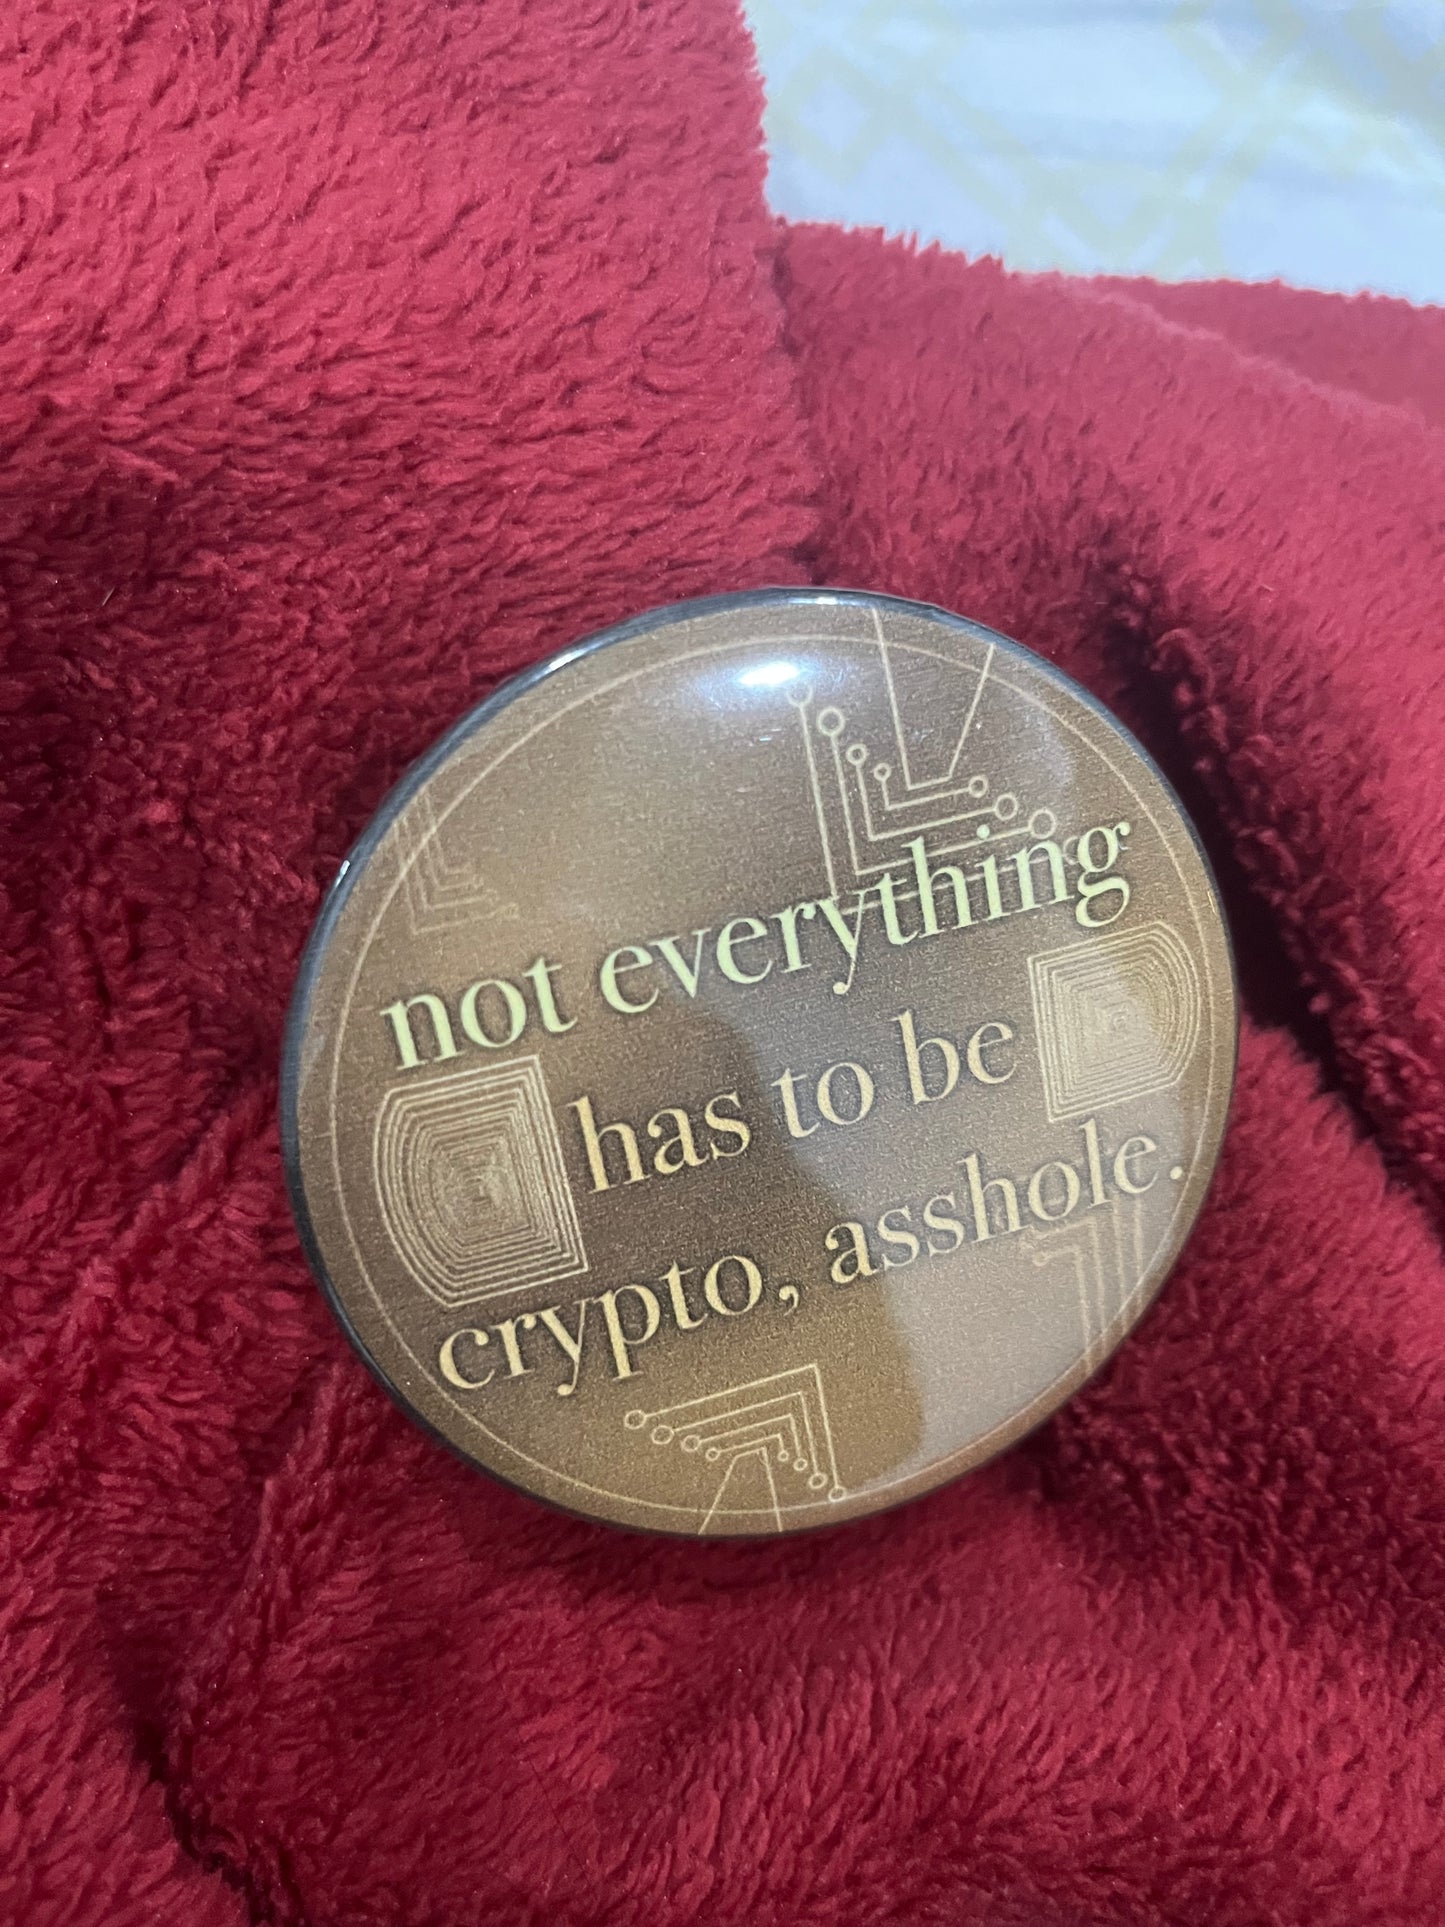 not everything
has to be
crypto, asshole.